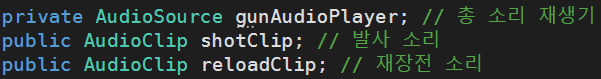 private AudioSource gunAudioPlayer; // 총 소리 재생기
public AudioClip shotClip; // 발사 소리
public AudioClip reloadClip; // 재장전 소리